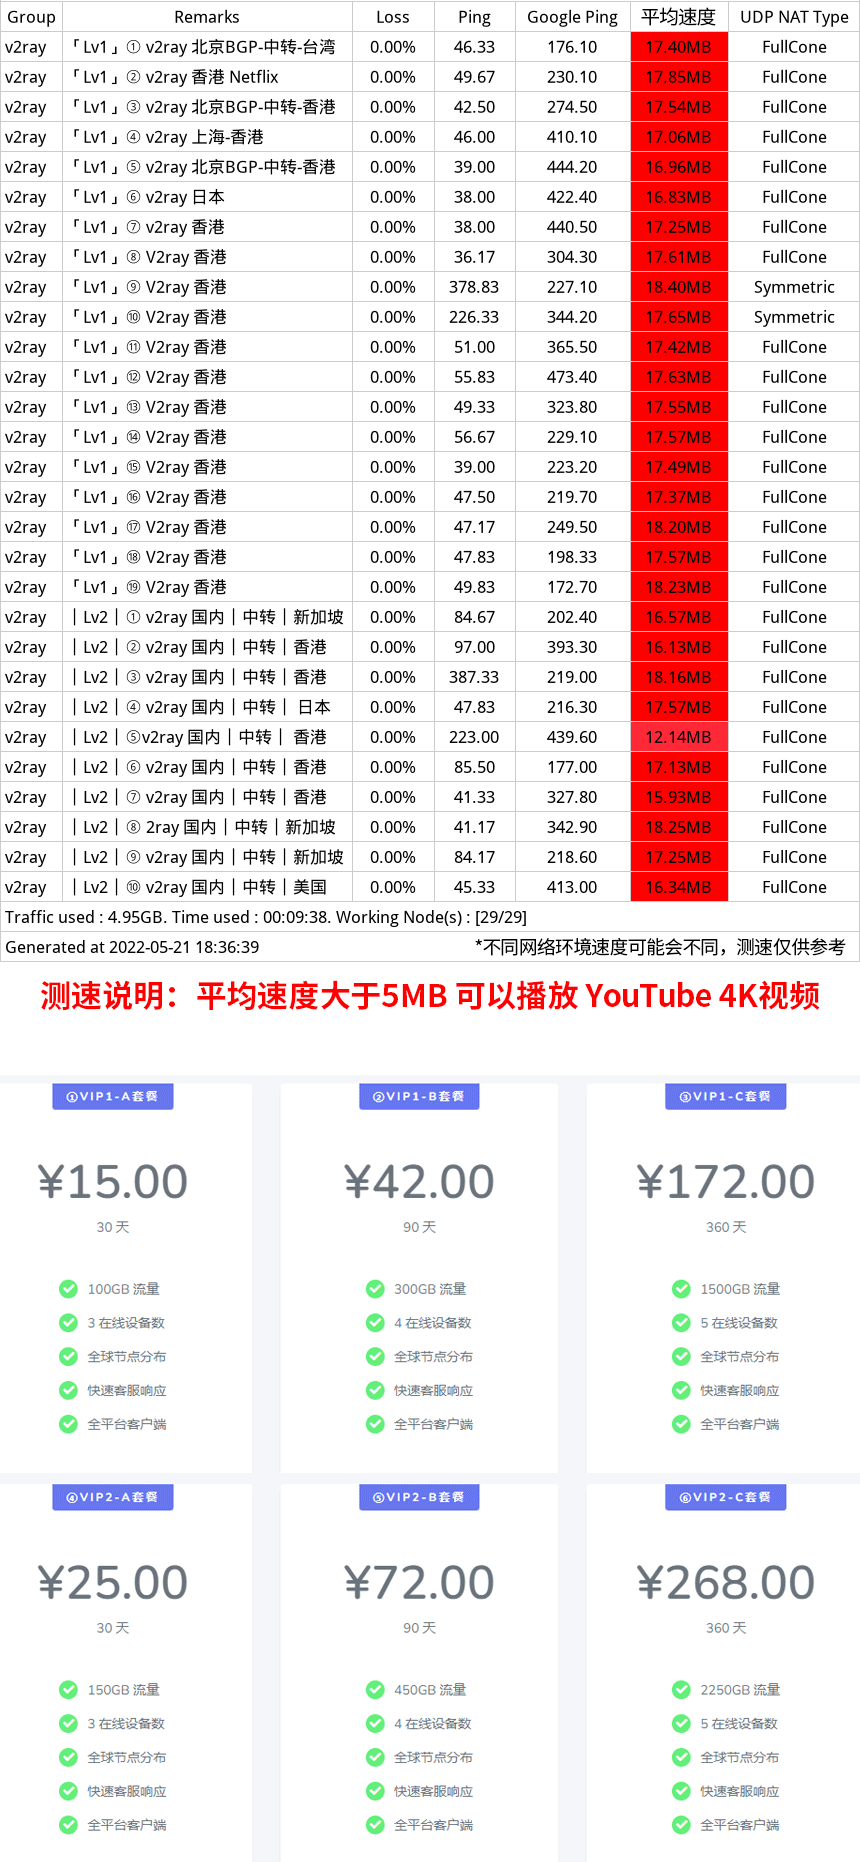 Group Remarks Loss Ping Google Ping 平均速度 UDP NAT Type
v2ray 「Lv1」① v2ray 北京BGP-中转-台湾 0.00% 46.33 176.10 17.40MB FullCone
v2ray 「Lv1」② v2ray 香港 Netflix 0.00% 49.67 230.10 17.85MB FullCone
v2ray 「Lv1」③ v2ray 北京BGP-中转-香港 0.00% 42.50 274.50 17.54MB FullCone
v2ray 「Lv1」④ v2ray 上海-香港 0.00% 46.00 410.10 17.06MB FullCone
v2ray 「Lv1」⑤ v2ray 北京BGP-中转-香港 0.00% 39.00 444.20 16.96MB FullCone
v2ray 「Lv1」⑥ v2ray 日本 0.00% 38.00 422.40 16.83MB FullCone
v2ray 「Lv1」⑦ v2ray 香港 0.00% 38.00 440.50 17.25MB FullCone
v2ray 「Lv1」⑧ V2ray 香港 0.00% 36.17 304.30 17.61MB FullCone
v2ray 「Lv1」⑨ V2ray 香港 0.00% 378.83 227.10 18.40MB Symmetric
v2ray 「Lv1」⑩ V2ray 香港 0.00% 226.33 344.20 17.65MB Symmetric
v2ray 「Lv1」⑪ V2ray 香港 0.00% 51.00 365.50 17.42MB FullCone
v2ray 「Lv1」⑫ V2ray 香港 0.00% 55.83 473.40 17.63MB FullCone
v2ray 「Lv1」⑬ V2ray 香港 0.00% 49.33 323.80 17.55MB FullCone
v2ray 「Lv1」⑭ V2ray 香港 0.00% 56.67 229.10 17.57MB FullCone
v2ray 「Lv1」⑮ V2ray 香港 0.00% 39.00 223.20 17.49MB FullCone
v2ray 「Lv1」⑯ V2ray 香港 0.00% 47.50 219.70 17.37MB FullCone
v2ray 「Lv1」⑰ V2ray 香港 0.00% 47.17 249.50 18.20MB FullCone
v2ray 「Lv1」⑱ V2ray 香港 0.00% 47.83 198.33 17.57MB FullCone
v2ray 「Lv1」⑲ V2ray 香港 0.00% 49.83 172.70 18.23MB FullCone
v2ray ｜Lv2｜① v2ray 国内｜中转｜新加坡 0.00% 84.67 202.40 16.57MB FullCone
v2ray ｜Lv2｜② v2ray 国内｜中转｜香港 0.00% 97.00 393.30 16.13MB FullCone
v2ray ｜Lv2｜③ v2ray 国内｜中转｜香港 0.00% 387.33 219.00 18.16MB FullCone
v2ray ｜Lv2｜④ v2ray 国内｜中转｜ 日本 0.00% 47.83 216.30 17.57MB FullCone
v2ray ｜Lv2｜⑤v2ray 国内｜中转｜ 香港 0.00% 223.00 439.60 12.14MB FullCone
v2ray ｜Lv2｜⑥ v2ray 国内｜中转｜香港 0.00% 85.50 177.00 17.13MB FullCone
v2ray ｜Lv2｜⑦ v2ray 国内｜中转｜香港 0.00% 41.33 327.80 15.93MB FullCone
v2ray ｜Lv2｜⑧ 2ray 国内｜中转｜新加坡 0.00% 41.17 342.90 18.25MB FullCone
v2ray ｜Lv2｜⑨ v2ray 国内｜中转｜新加坡 0.00% 84.17 218.60 17.25MB FullCone
v2ray ｜Lv2｜⑩ v2ray 国内｜中转｜美国 0.00% 45.33 413.00 16.34MB FullCone
Traffic used : 4.95GB. Time used : 00:09:38. Working Node(s) : [29/29]
Generated at 2022-05-21 18:36:39 *不同网络环境速度可能会不同，测速仅供参考
测速说明：平均速度大于5MB 可以播放 YouTube 4K视频
①VIP1-A套餐 ②VIP1-B套餐 ③VIP1-C套餐
¥15.00 ¥42.00 ¥172.00
30 天 90 天 360 天
100GB 流量 300GB 流量 1500GB 流量
3 在线设备数 4 在线设备数 5 在线设备数
全球节点分布 全球节点分布 全球节点分布
快速客服响应 快速客服响应 快速客服响应
全平台客户端 全平台客户端 全平台客户端
④VIP2-A套餐 ⑤VIP2-B套餐 ⑥VIP2-C套餐
¥25.00 ¥72.00 ¥268.00
30 天 90 天 360 天
150GB 流量 450GB 流量 2250GB 流量
3 在线设备数 4 在线设备数 5 在线设备数
全球节点分布 全球节点分布 全球节点分布
快速客服响应 快速客服响应 快速客服响应
全平台客户端 全平台客户端 全平台客户端